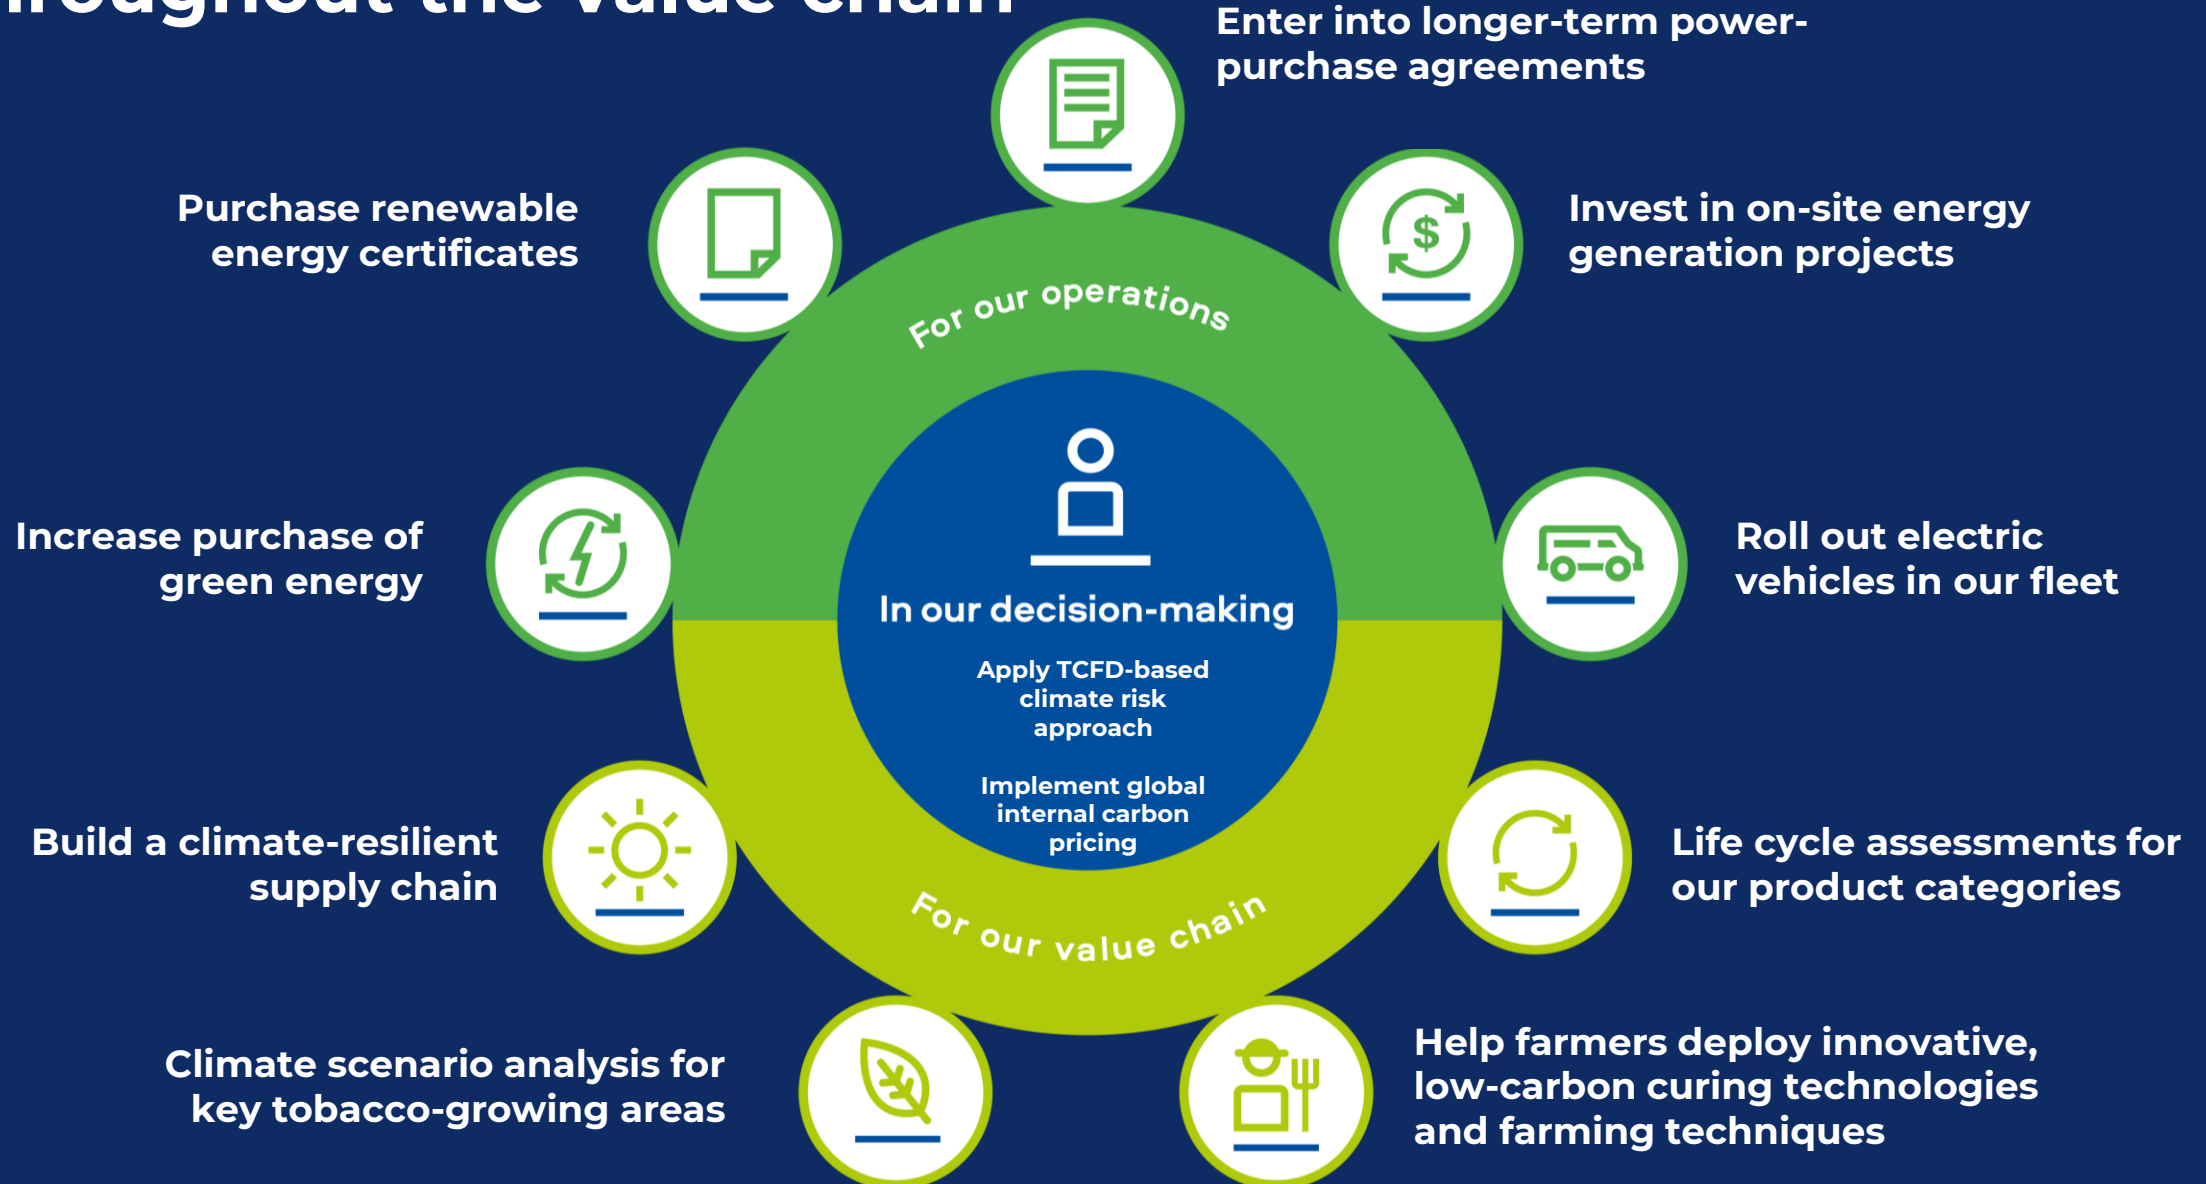 throughout the value chain
Enter into longer-term power-
purchase agreements
Purchase renewable
energy certificates
Invest in on-site energy
generation projects
$
For our operations
Increase purchase of
green energy
Roll out electric
vehicles in our fleet
In our decision-making
Apply TCFD-based
climate risk
approach
Implement global
internal carbon
pricing
Build a climate-resilient
supply chain
Life cycle assessments for
our product categories
For our value chain
Climate scenario analysis for
key tobacco-growing areas
Help farmers deploy innovative,
low-carbon curing technologies
and farming techniques